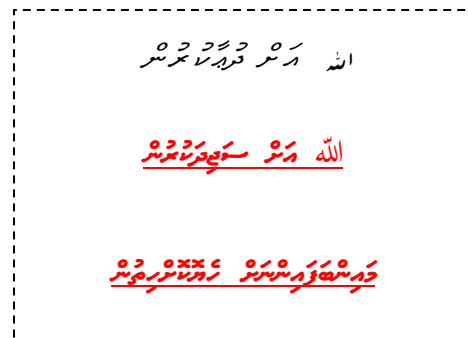 الله އަށް ދުޢާކުރުން
الله އަށް ސަޖިދަކުރުން
މައިންބަފައިންނަށް ހެޔޮކޮށްހިތުން